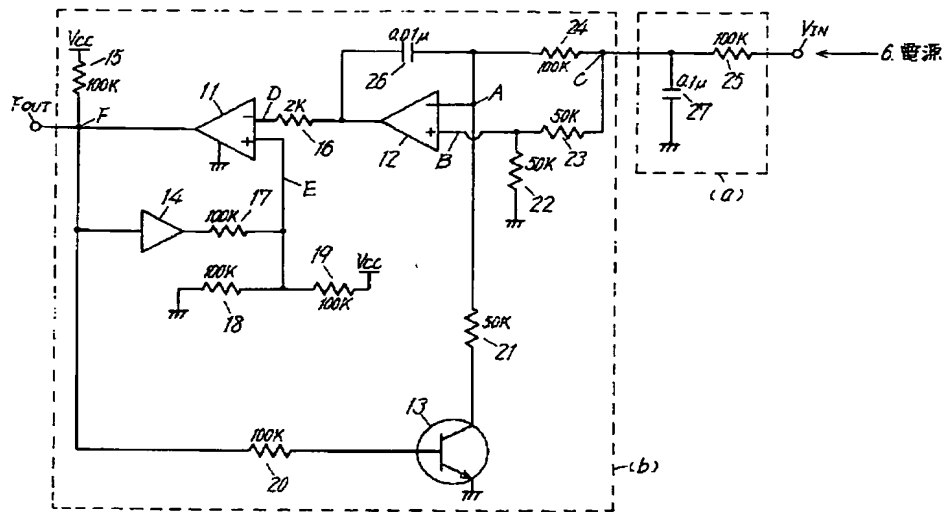 VCC
15
100K
FOUT
F
11
D
2K
16
0.01μ
26
12
A
B
24
100K
C
50K
23
50K
22
0.1μ
27
100K
25
VIN
6.電源
(a)
E
14
100K
17
100K
18
19
VCC
100K
50K
21
13
100K
20
(b)